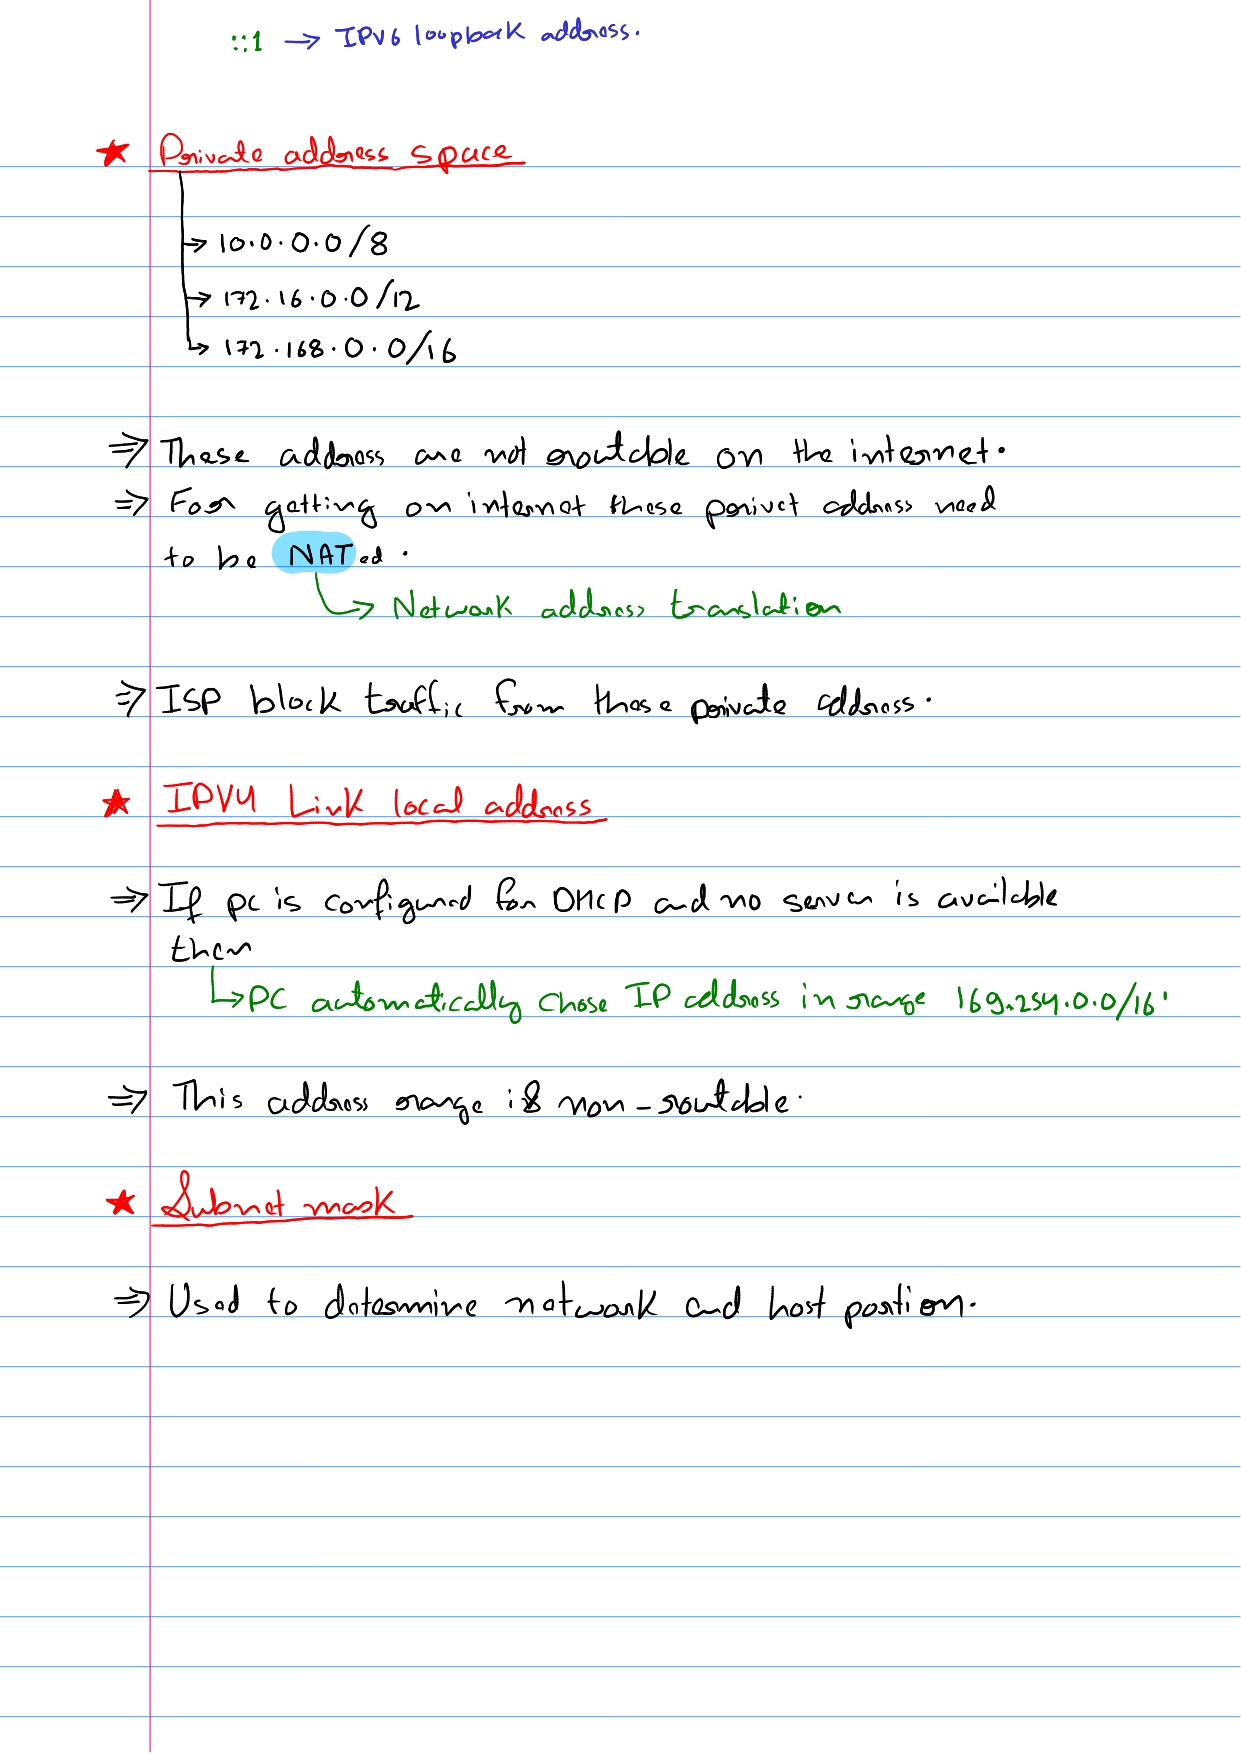 ::1 → IPV6 loopback address.
★ Private address space
→ 10.0.0.0/8
→ 172.16.0.0/12
→ 172.168.0.0/16
⇒ These address are not routable on the internet.
⇒ For getting on internet these privet address need
to be NATed.
→ Network address translation
⇒ ISP block traffic from those private address.
★ IPV4 Link local address
⇒ If pc is configured for DHCP and no server is available
then
→ PC automatically chose IP address in range 169.254.0.0/16.
⇒ This address range is non-routable.
★ Subnet mask
⇒ Used to determine network and host portion.